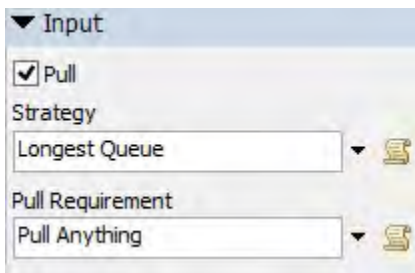 Input
Pull
Strategy
Longest Queue
Pull Requirement
Pull Anything